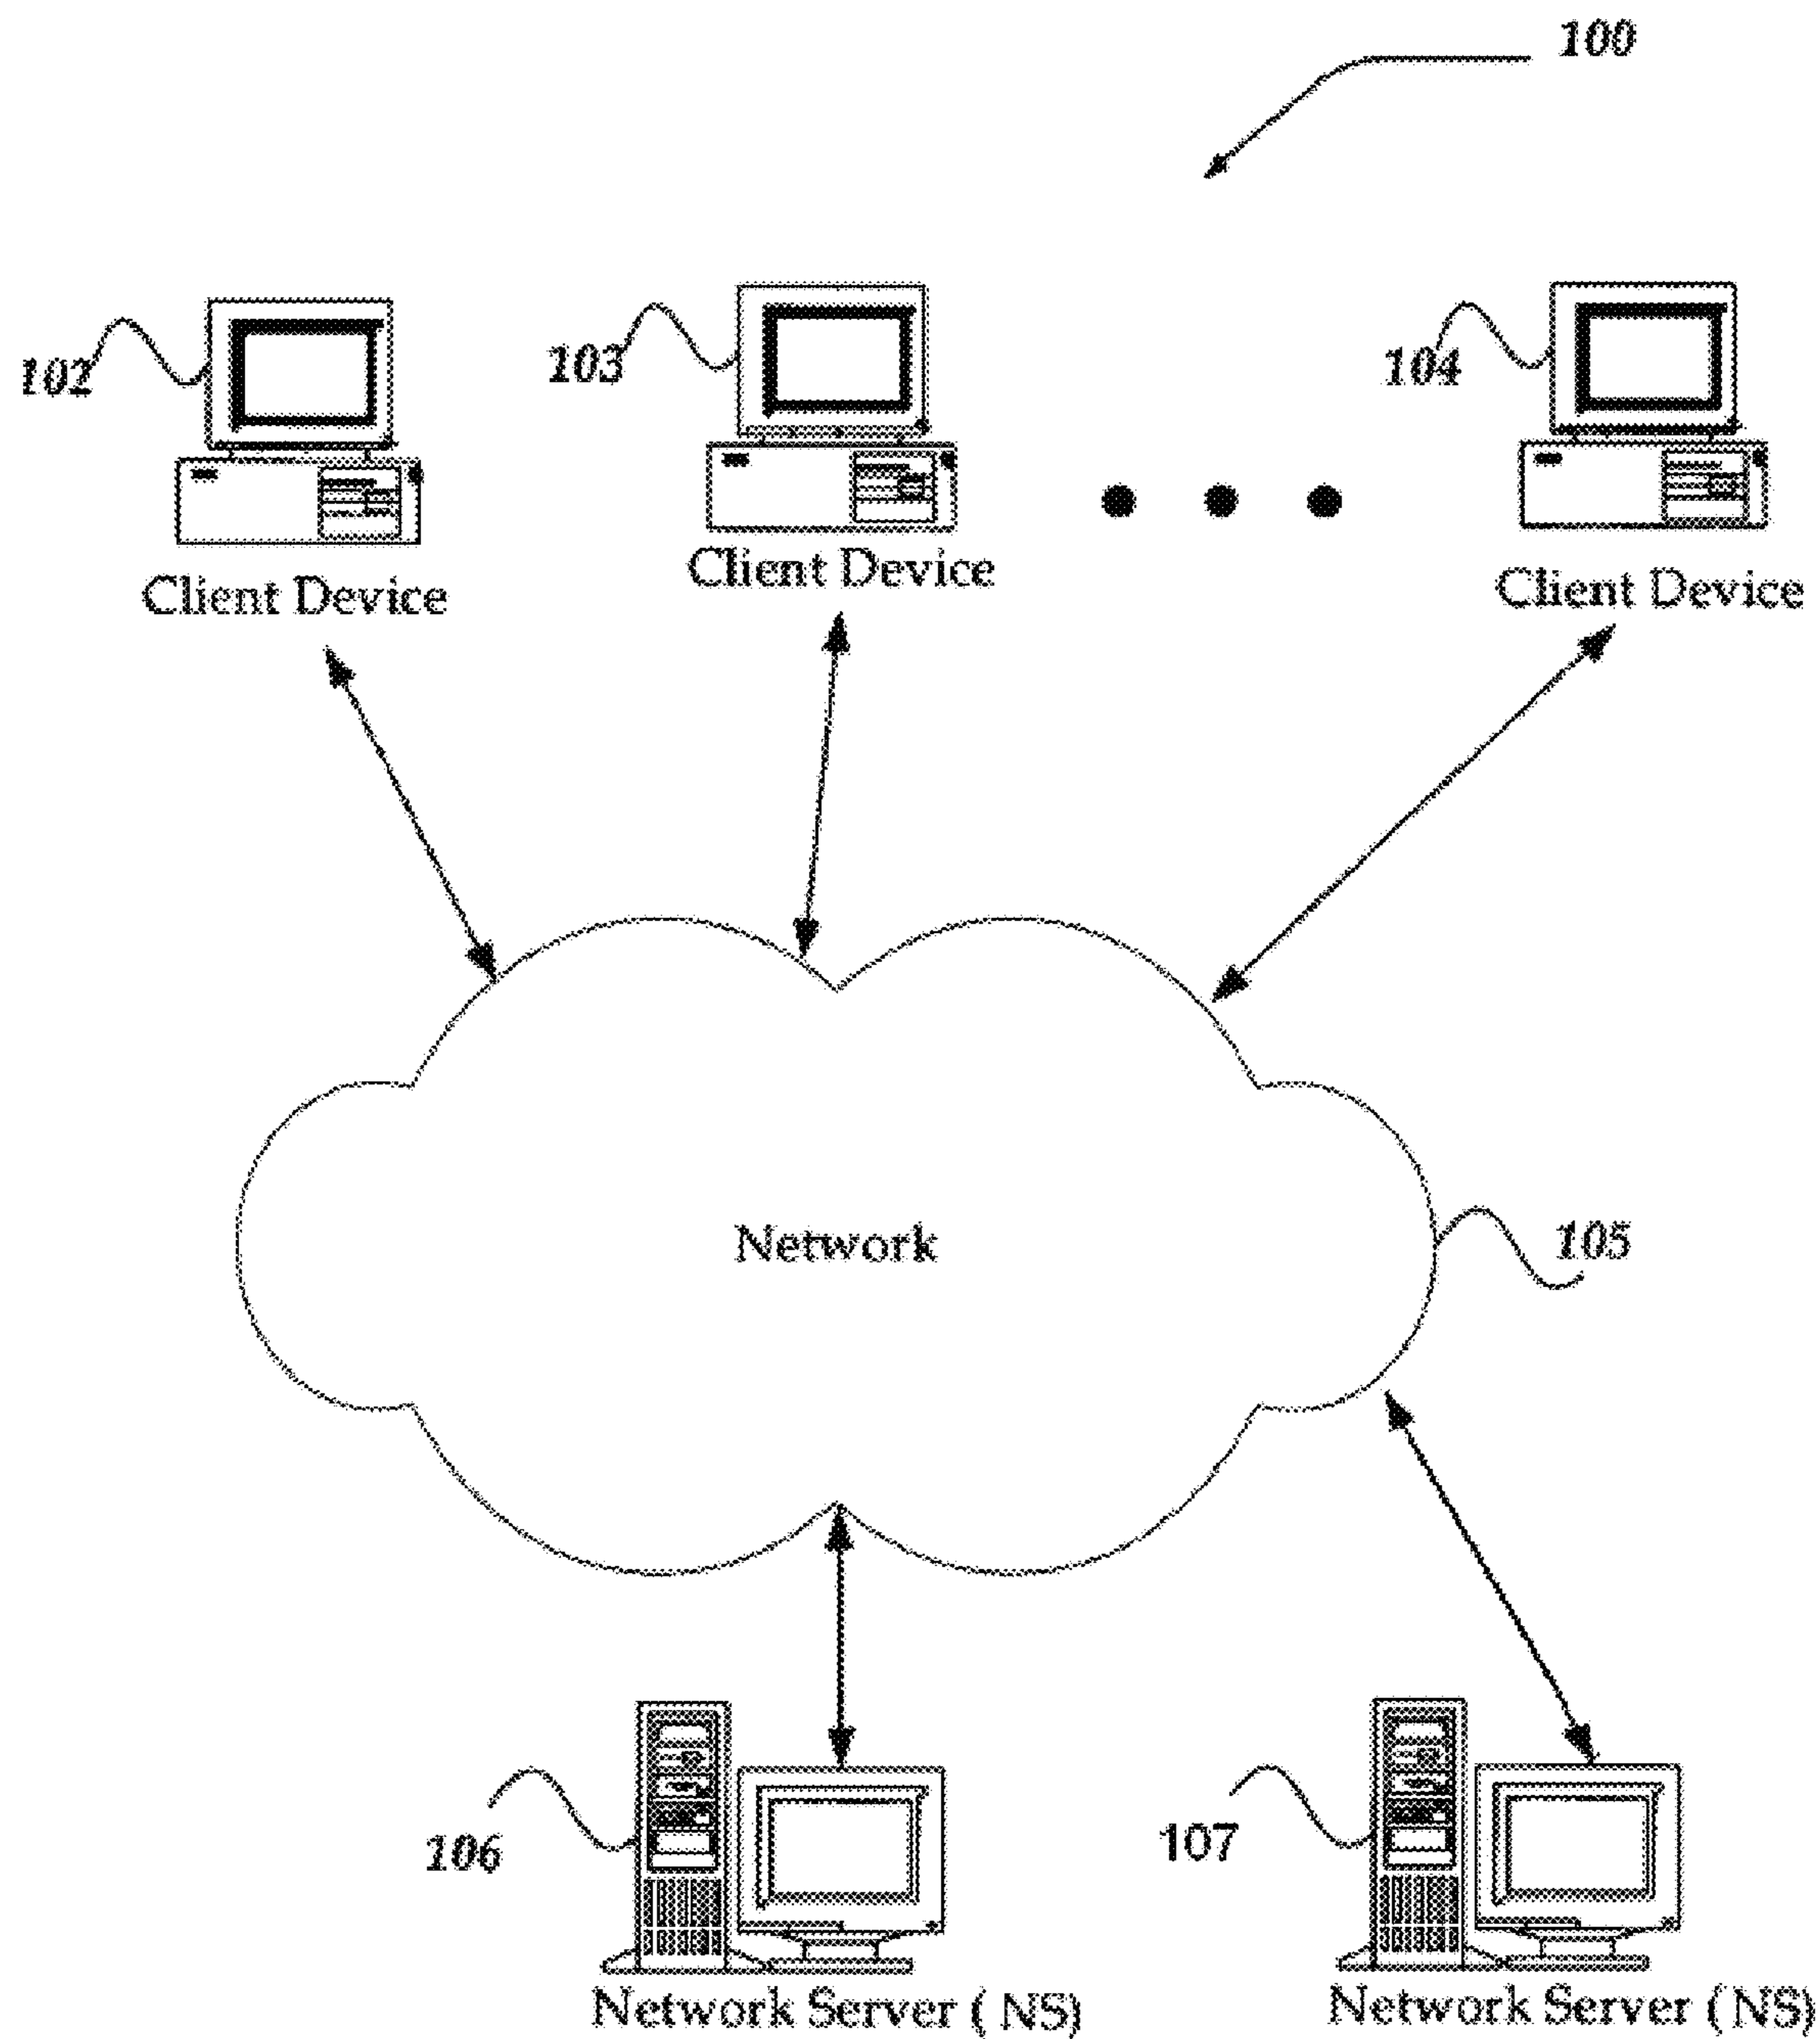 100
102
103
104
Client Device
Client Device
Client Device
Network
105
106
107
Network Server ( NS)
Network Server (NS)